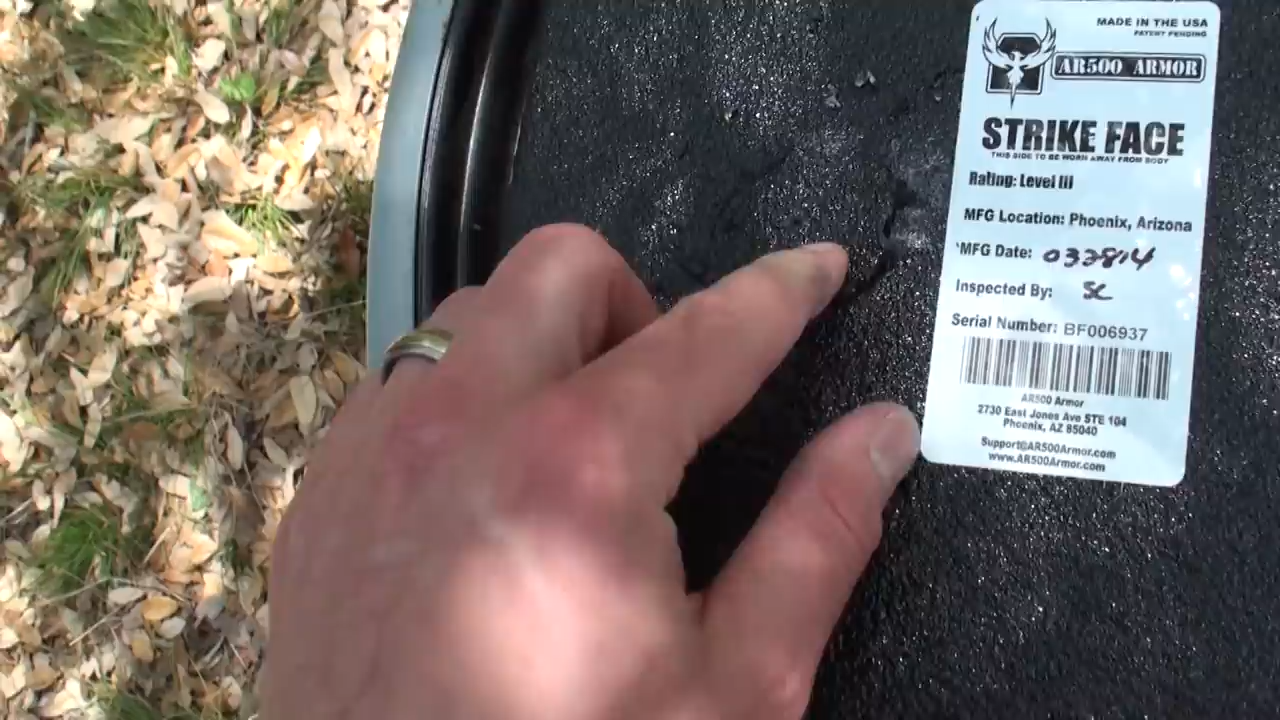 MADE IN THE USA
PATENT PENDING
AR500 ARMOR
STRIKE FACE
THIS SIDE TO BE WORN AWAY FROM BODY
Rating: Level III
MFG Location: Phoenix, Arizona
MFG Date: 032814
Inspected By: SC
Serial Number: BF006937
AR500 Armor
2730 East Jones Ave STE 104
Phoenix, AZ 85040
Support@AR500Armor.com
www.AR500Armor.com